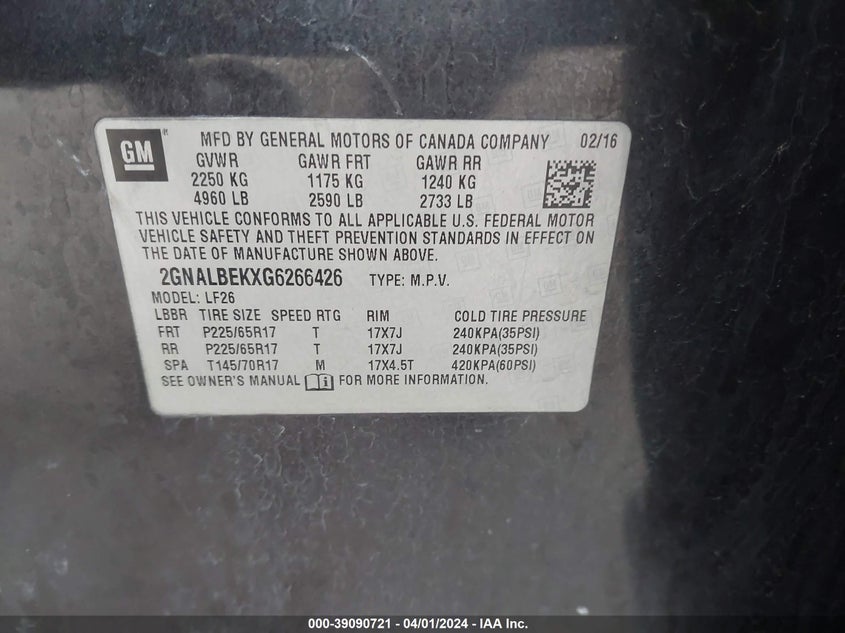 GM
MFD BY GENERAL MOTORS OF CANADA COMPANY 02/16
GVWR GAWR FRT GAWR RR
2250 KG 1175 KG 1240 KG
4960 LB 2590 LB 2733 LB
THIS VEHICLE CONFORMS TO ALL APPLICABLE U.S. FEDERAL MOTOR
VEHICLE SAFETY AND THEFT PREVENTION STANDARDS IN EFFECT ON
THE DATE OF MANUFACTURE SHOWN ABOVE.
2GNALBEKXG6266426 TYPE: M.P.V.
MODEL: LF26
LBBR TIRE SIZE SPEED RTG RIM COLD TIRE PRESSURE
FRT P225/65R17 T 17X7J 240KPA(35PSI)
RR P225/65R17 T 17X7J 240KPA(35PSI)
SPA T145/70R17 M 17X4.5T 420KPA(60PSI)
SEE OWNER'S MANUAL FOR MORE INFORMATION.
000-39090721 - 04/01/2024 - IAA Inc.